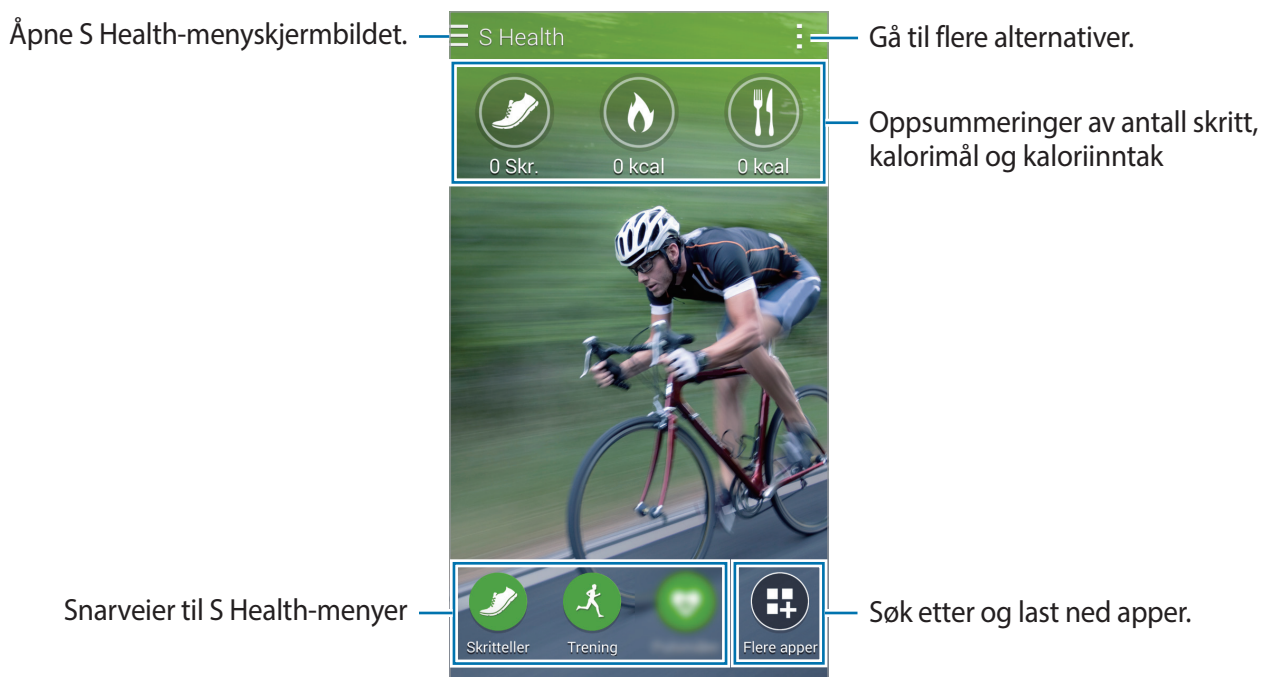 Åpne S Health-menyskjermbildet.
S Health
Gå til flere alternativer.
0 Skr.
0 kcal
0 kcal
Oppsummeringer av antall skritt,
kalorimål og kaloriinntak
Snarveier til S Health-menyer
Skritteller
Trening
Flere apper
Søk etter og last ned apper.